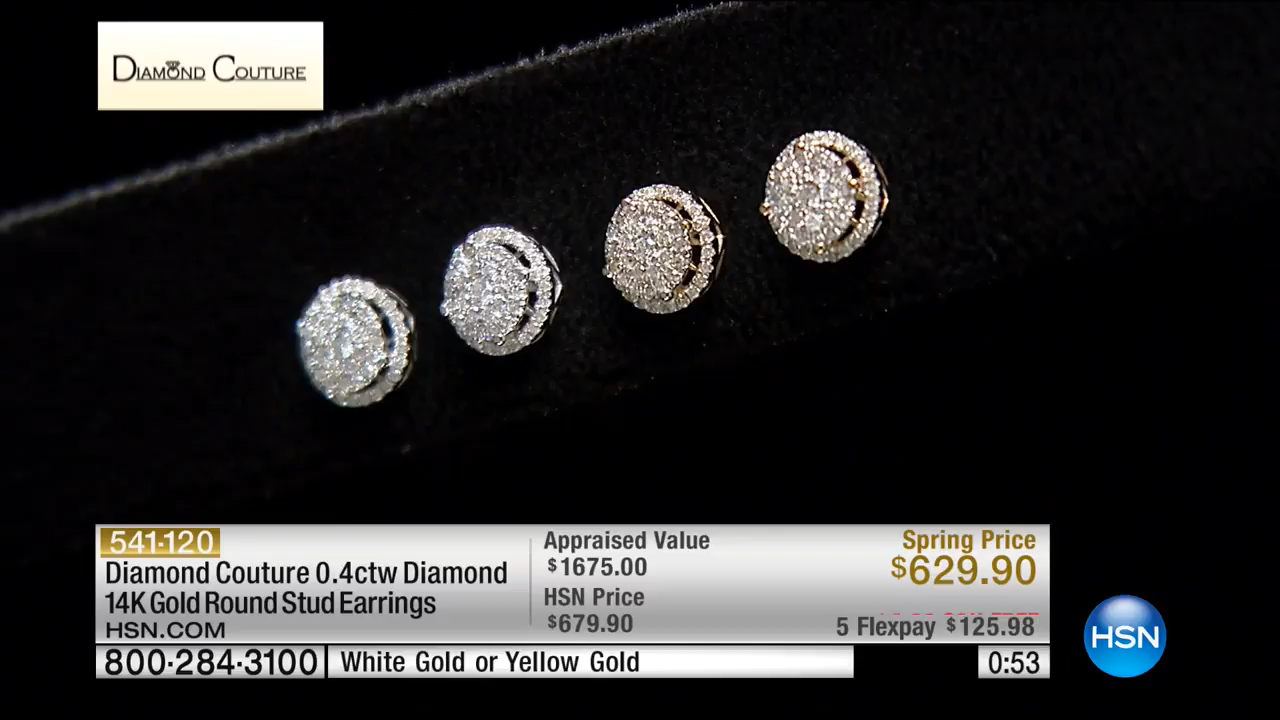 DIAMOND COUTURE
541·120
Diamond Couture 0.4ctw Diamond
14K Gold Round Stud Earrings
HSN.COM
Appraised Value
$1675.00
HSN Price
$679.90
Spring Price
$629.90
5 Flexpay $125.98
800·284·3100
White Gold or Yellow Gold
0:53
HSN